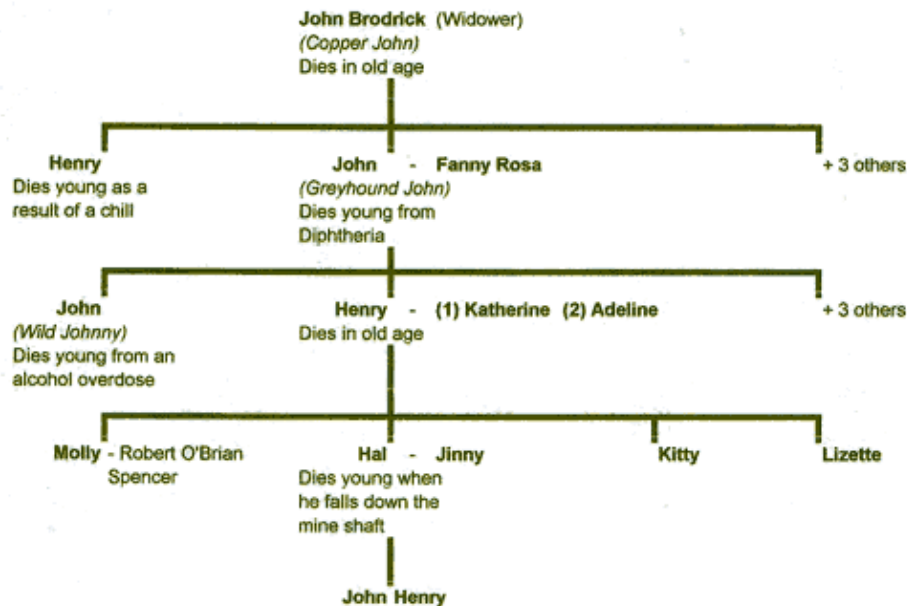 John Brodrick (Widower)
(Copper John)
Dies in old age
Henry
Dies young as a
result of a chill
John - Fanny Rosa
(Greyhound John)
Dies young from
Diphtheria
+ 3 others
John
(Wild Johnny)
Dies young from an
alcohol overdose
Henry - (1) Katherine (2) Adeline
Dies in old age
+ 3 others
Molly - Robert O'Brian
Spencer
Hal - Jinny
Dies young when
he falls down the
mine shaft
Kitty
Lizette
John Henry